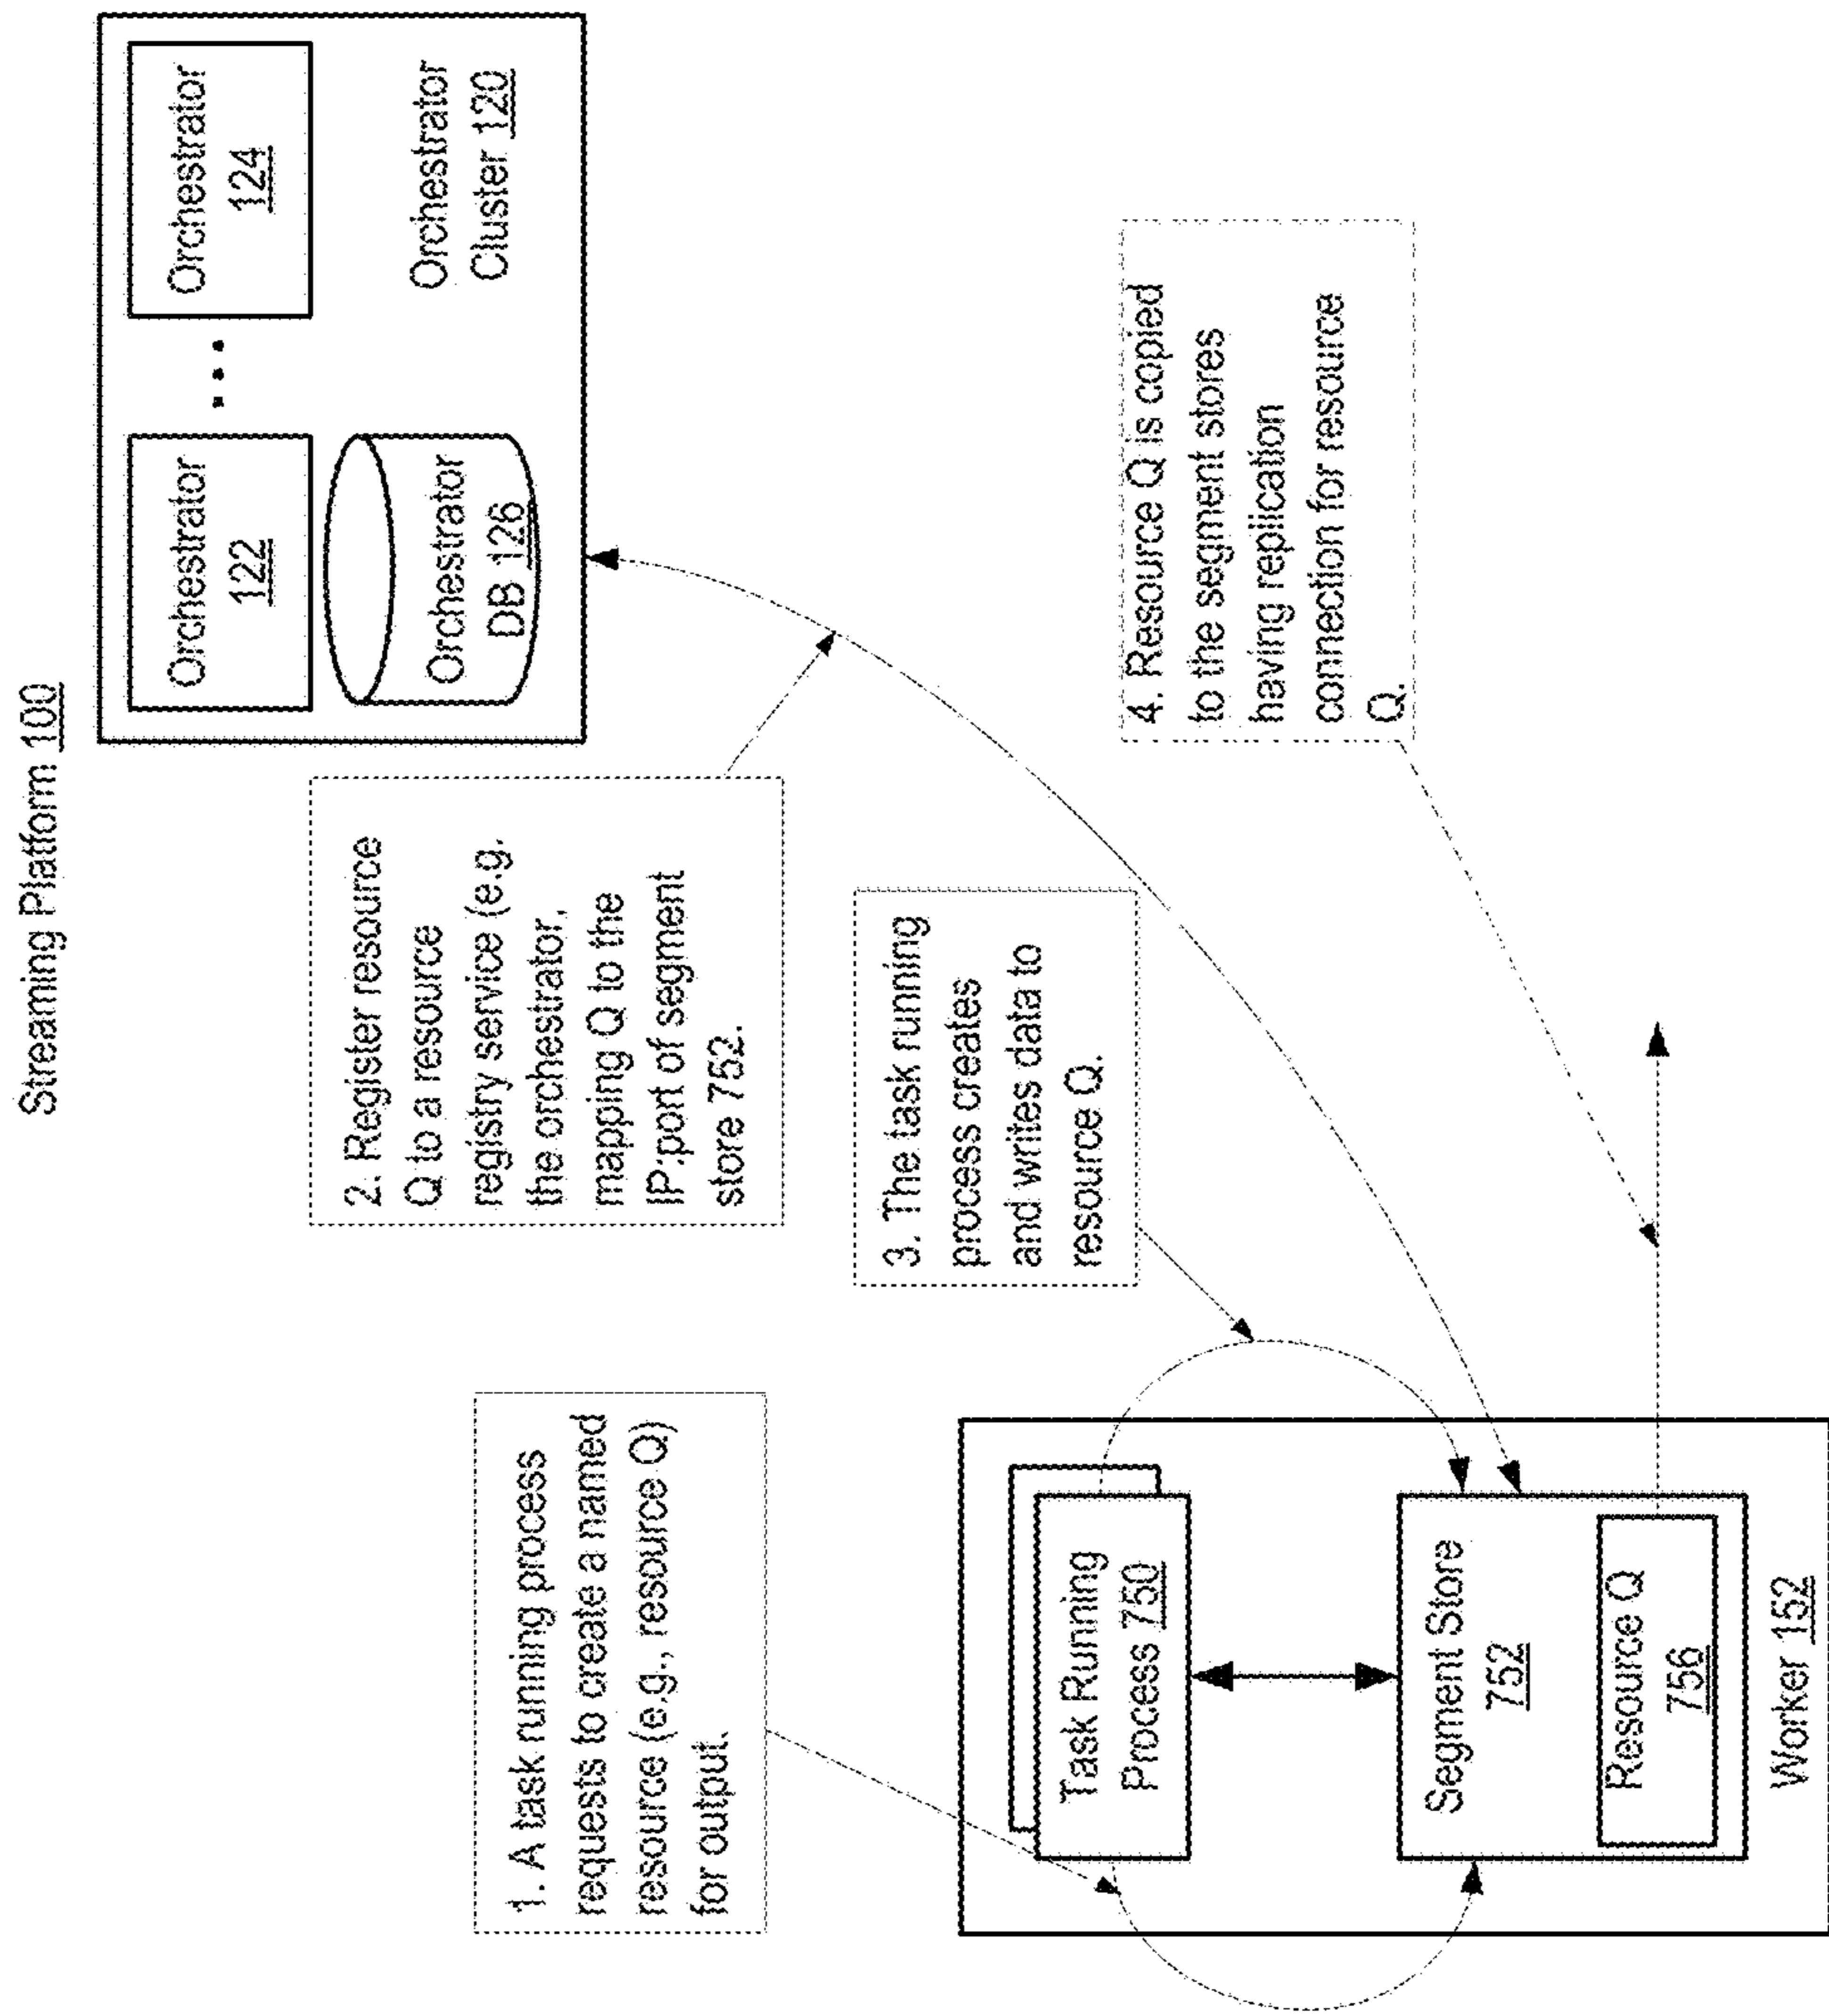 Streaming Platform 100
Orchestrator
122
Orchestrator
124
Orchestrator
DB 126
Orchestrator
Cluster 120
1. A task running process
requests to create a named
resource (e.g., resource Q)
for output.
2. Register resource
Q to a resource
registry service (e.g.
the orchestrator,
mapping Q to the
IP:port of segment
store 752.
3. The task running
process creates
and writes data to
resource Q.
4. Resource Q is copied
to the segment stores
having replication
connection for resource
Q.
Task Running
Process 750
Segment Store
752
Resource Q
756
Worker 152